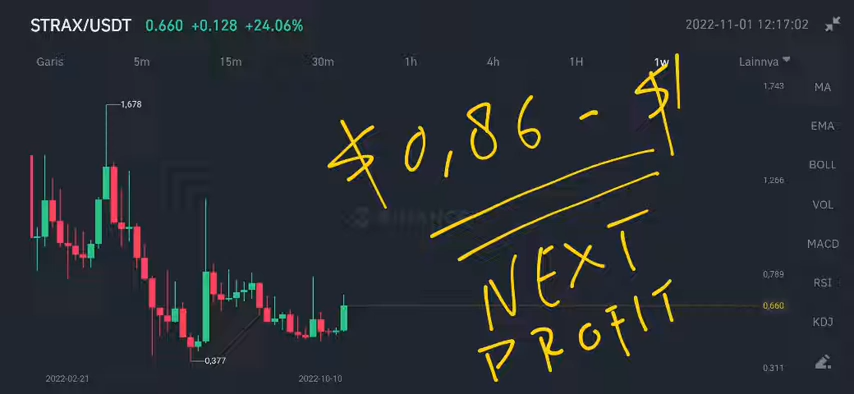 STRAX/USDT 0.660 +0.128 +24.06% 2022-11-01 12:17:02
Garis 5m 15m 30m 1h 4h 1H 1w Lainnya
1.743
MA
1,678
$ 0,86 - $1
EMA
BOLL
1.266
VOL
BINANCE
MACD
NEXT
0.789
RSI
0,660
PROFIT
KDJ
0,377
0.311
2022-02-21 2022-10-10